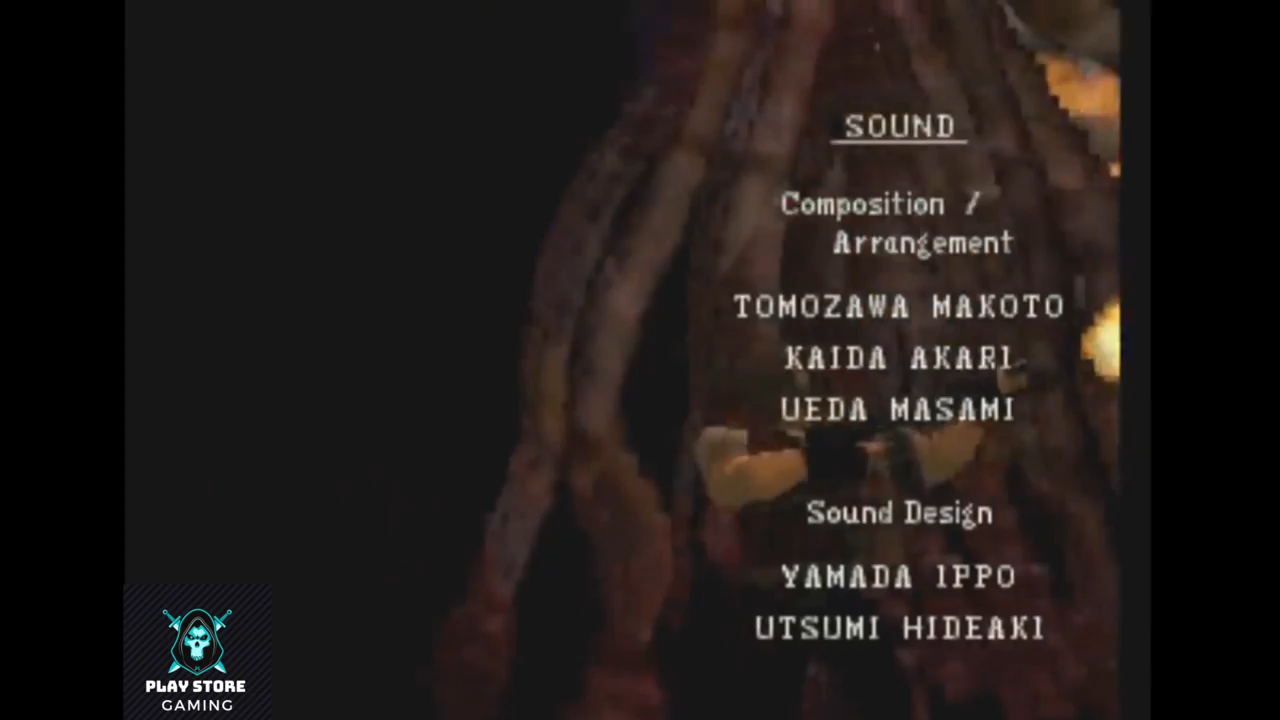 SOUND
Composition /
Arrangement
TOMOZAWA MAKOTO
KAIDA AKARI
UEDA MASAMI
Sound Design
YAMADA IPPO
UTSUMI HIDEAKI
PLAY STORE
GAMING